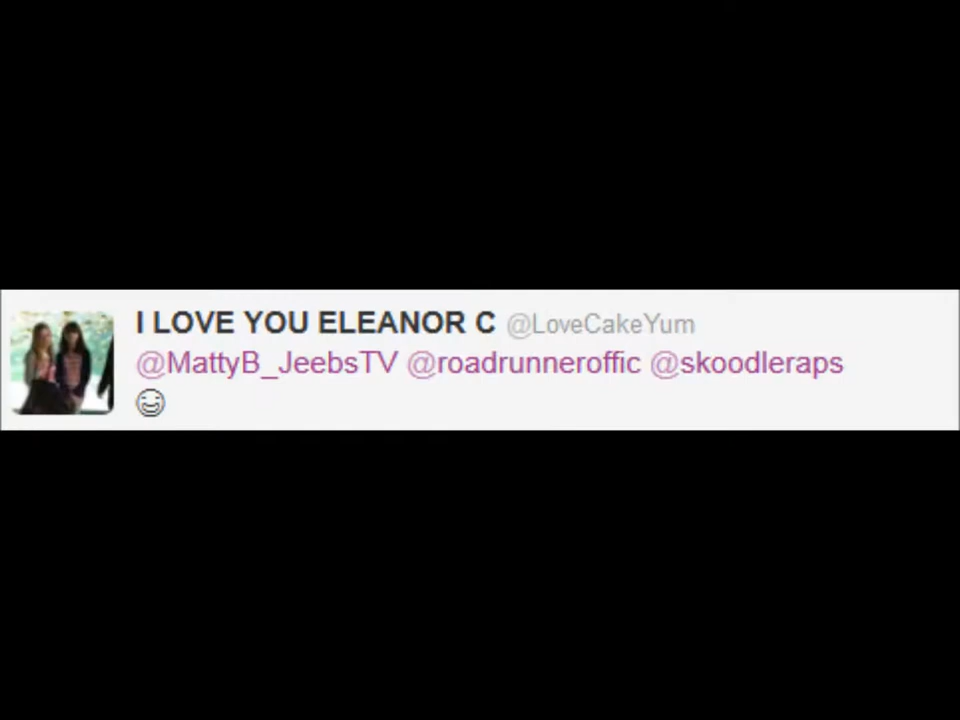 I LOVE YOU ELEANOR C @LoveCakeYum
@MattyB_JeebsTV @roadrunneroffic @skoodleraps
😄